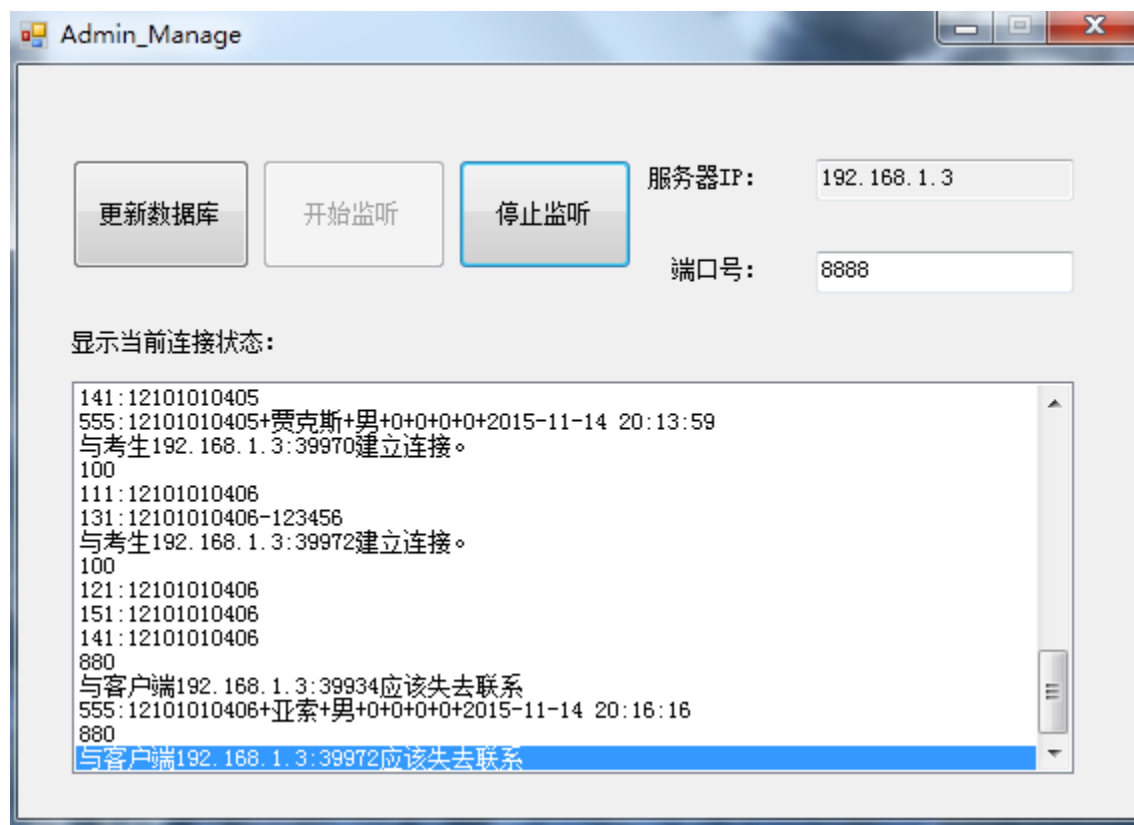 Admin_Manage
更新数据库
开始监听
停止监听
服务器IP:
192.168.1.3
端口号:
8888
显示当前连接状态:
141:12101010405
555:12101010405+贾克斯+男+0+0+0+0+2015-11-14 20:13:59
与考生192.168.1.3:39970建立连接。
100
111:12101010406
131:12101010406-123456
与考生192.168.1.3:39972建立连接。
100
121:12101010406
151:12101010406
141:12101010406
880
与客户端192.168.1.3:39934应该失去联系
555:12101010406+亚索+男+0+0+0+0+2015-11-14 20:16:16
880
与客户端192.168.1.3:39972应该失去联系